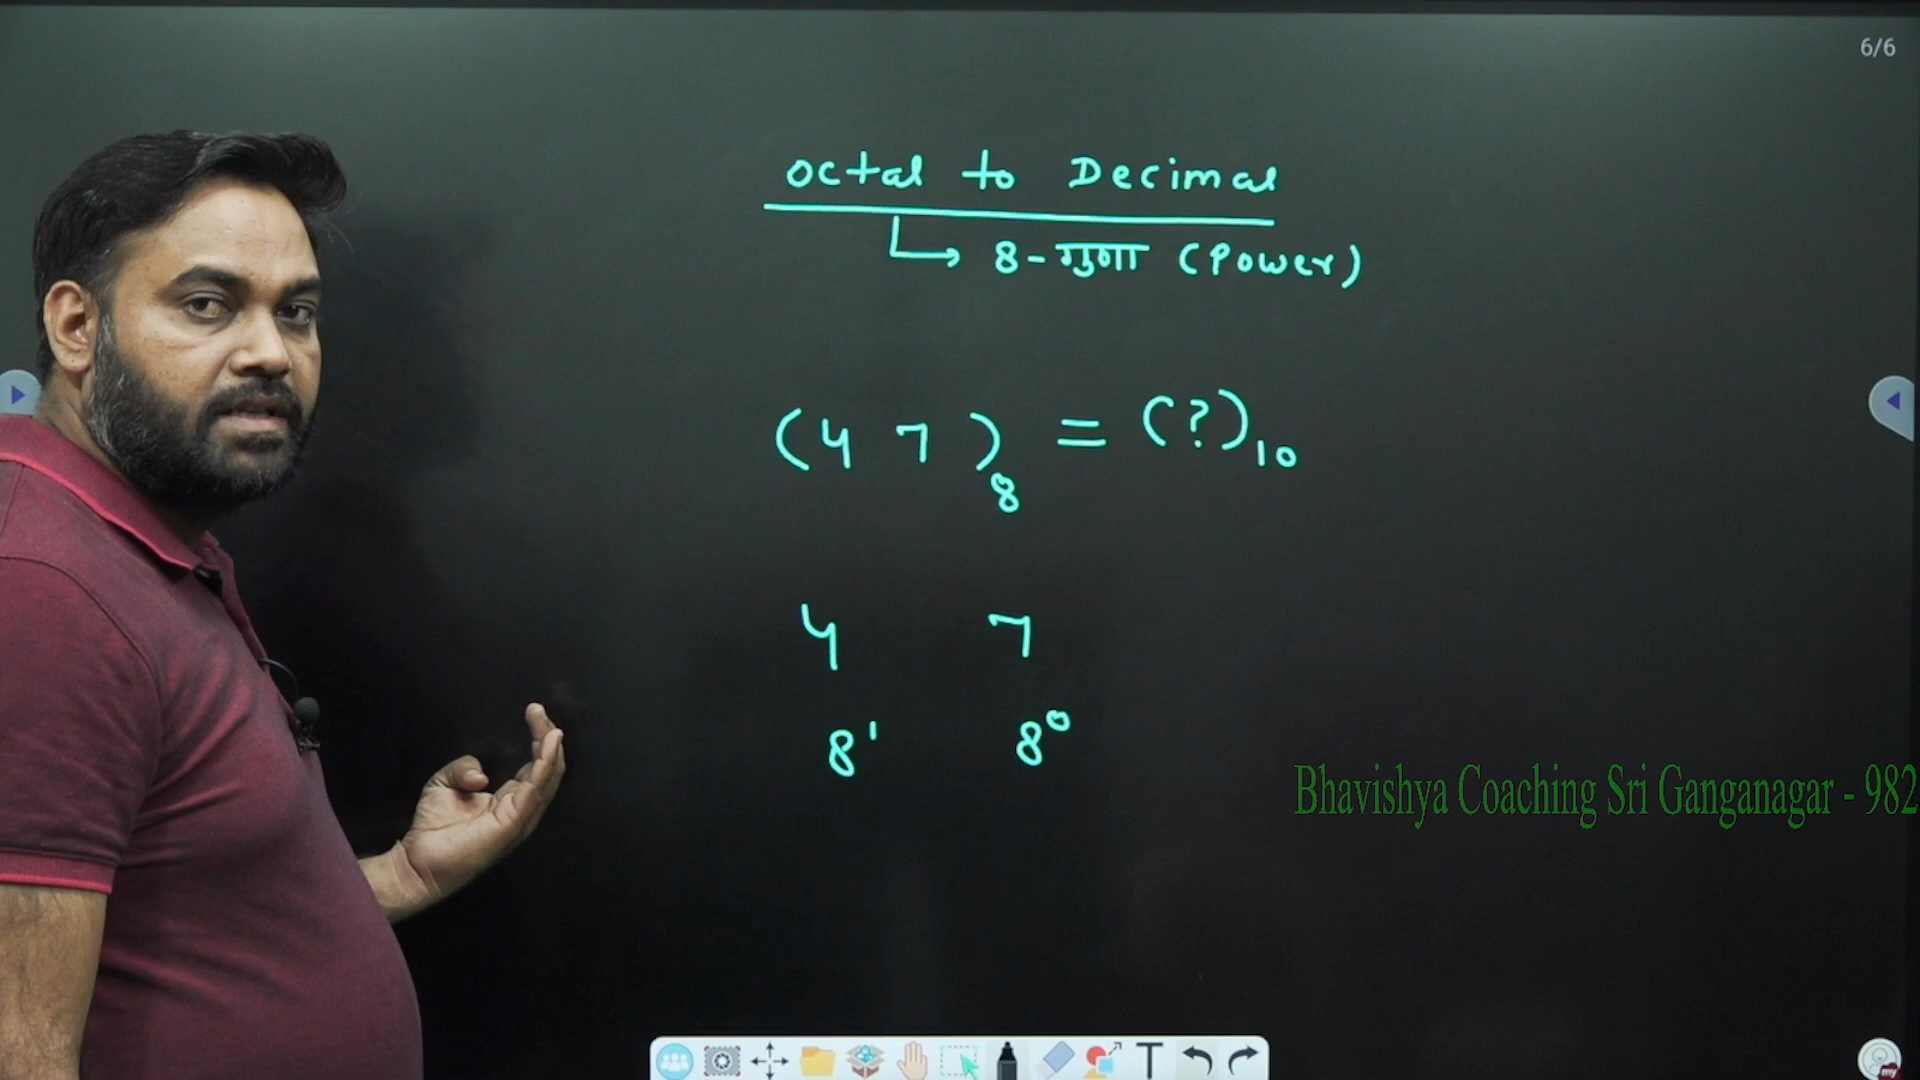 6/6
Octal to Decimal
↳ 8-गुणा (Power)
(4 7)₈ = (?)₁₀
4 7
8¹ 8⁰
Bhavishya Coaching Sri Ganganagar - 982
T
my